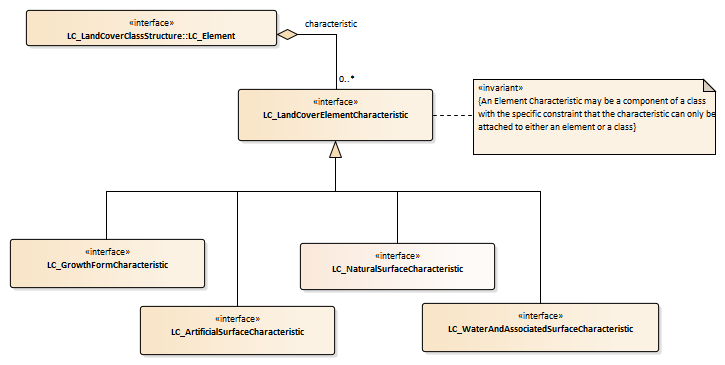 «interface»
LC_LandCoverClassStructure::LC_Element
characteristic
0..*
«interface»
LC_LandCoverElementCharacteristic
«invariant»
{An Element Characteristic may be a component of a class
with the specific constraint that the characteristic can only be
attached to either an element or a class}
«interface»
LC_GrowthFormCharacteristic
«interface»
LC_NaturalSurfaceCharacteristic
«interface»
LC_ArtificialSurfaceCharacteristic
«interface»
LC_WaterAndAssociatedSurfaceCharacteristic